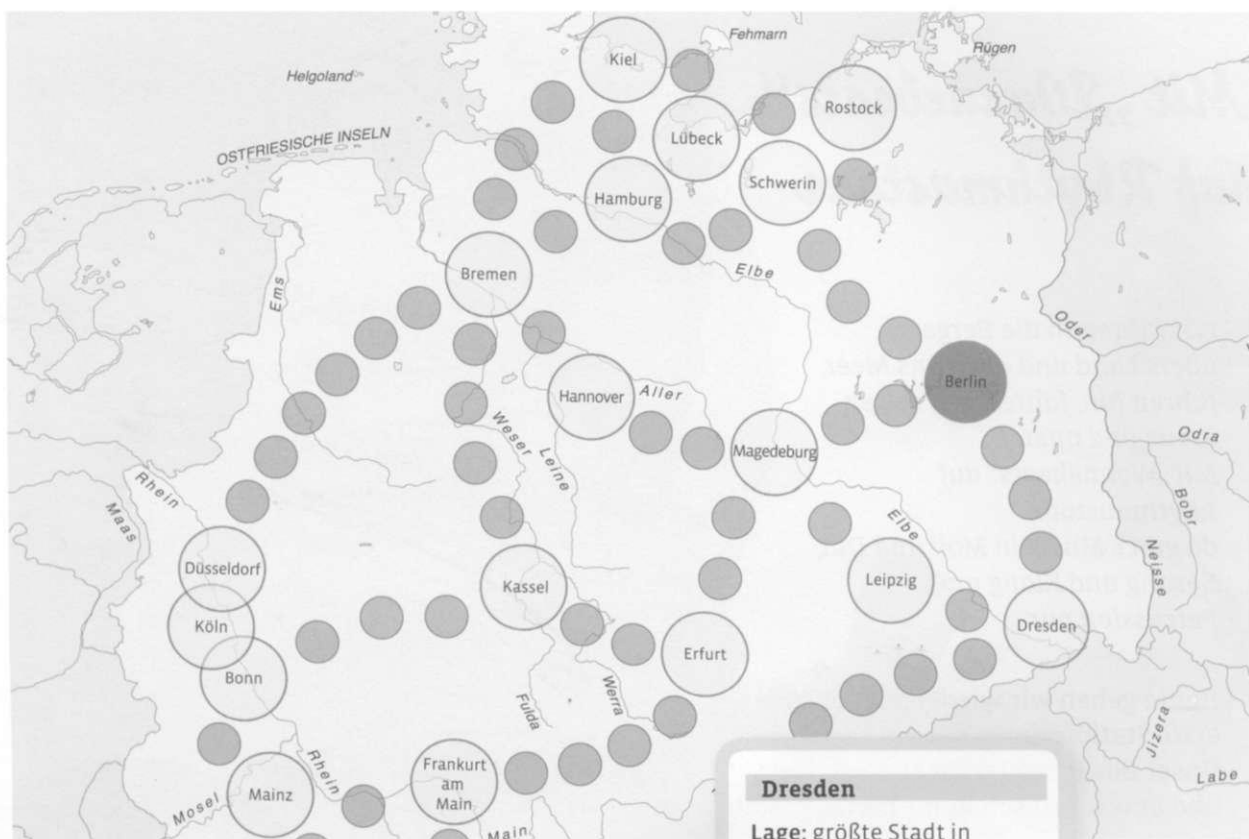 Fehmarn
Kiel
Rügen
Helgoland
Rostock
Lübeck
OSTFRIESISCHE INSELN
Schwerin
Hamburg
Bremen
Elbe
Ems
Oder
Berlin
Hannover
Aller
Weser
Magedeburg
Odra
Leine
Rhein
Maas
Bobr
Elbe
Neisse
Düsseldorf
Kassel
Leipzig
Köln
Dresden
Erfurt
Bonn
Werra
Fulda
Jizera
Rhein
Frankurt
am
Main
Labe
Mosel
Mainz
Main
Dresden
Lage: größte Stadt in